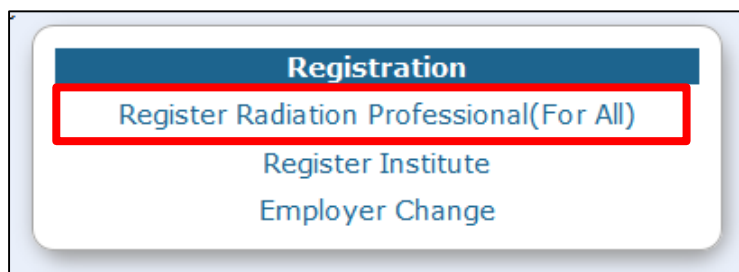 Registration
Register Radiation Professional(For All)
Register Institute
Employer Change